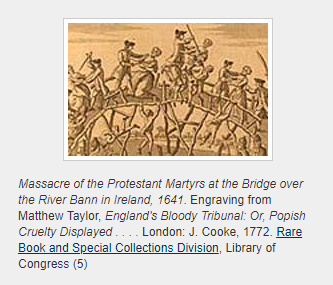 Massacre of the Protestant Martyrs at the Bridge over
the River Bann in Ireland, 1641. Engraving from
Matthew Taylor, England's Bloody Tribunal: Or, Popish
Cruelty Displayed . . . . London: J. Cooke, 1772. Rare
Book and Special Collections Division, Library of
Congress (5)